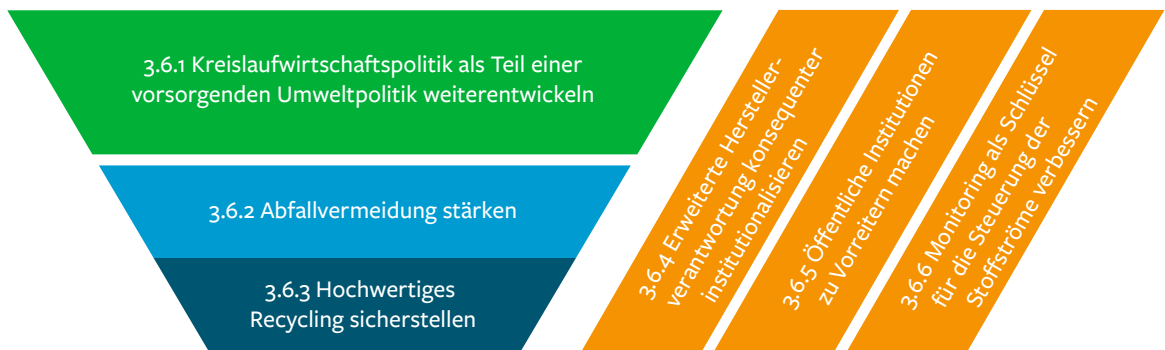 3.6.1 Kreislaufwirtschaftspolitik als Teil einer
vorsorgenden Umweltpolitik weiterentwickeln
3.6.2 Abfallvermeidung stärken
3.6.3 Hochwertiges
Recycling sicherstellen
3.6.4 Erweiterte Hersteller-
verantwortung konsequenter
institutionalisieren
3.6.5 Öffentliche Institutionen
zu Vorreitern machen
3.6.6 Monitoring als Schlüssel
für die Steuerung der
Stoffströme verbessern